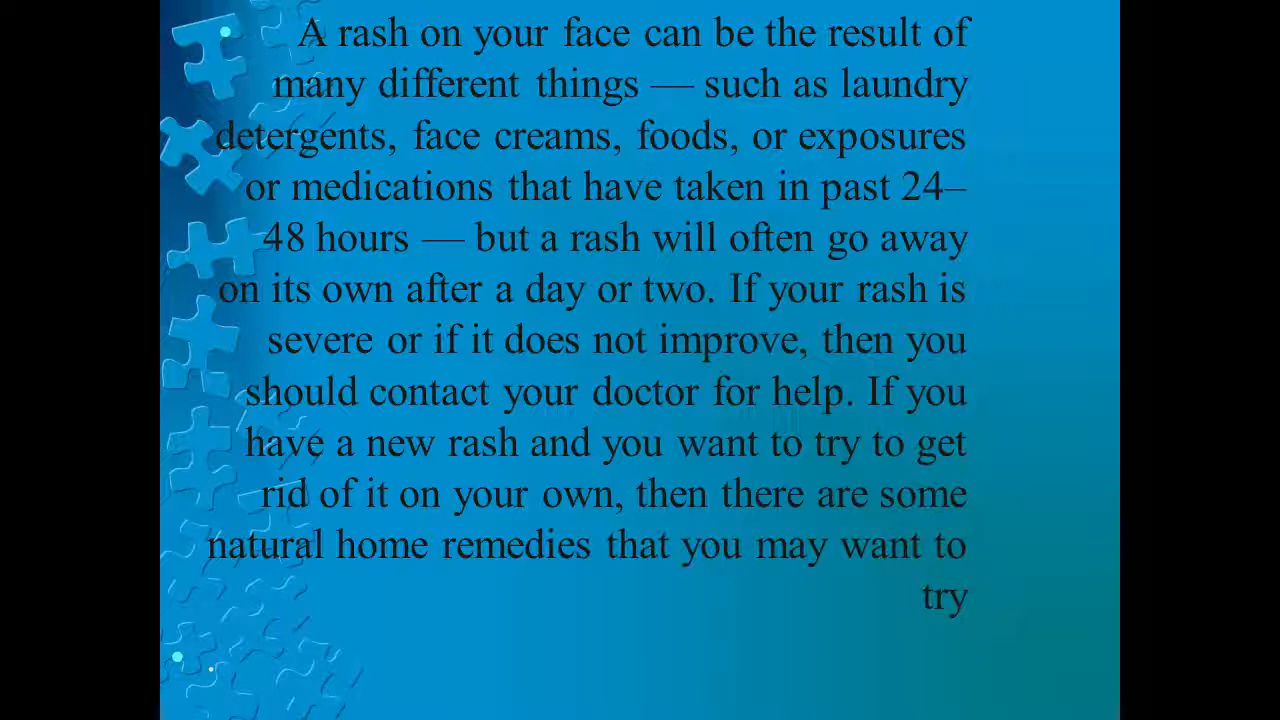 A rash on your face can be the result of
many different things — such as laundry
detergents, face creams, foods, or exposures
or medications that have taken in past 24–
48 hours — but a rash will often go away
on its own after a day or two. If your rash is
severe or if it does not improve, then you
should contact your doctor for help. If you
have a new rash and you want to try to get
rid of it on your own, then there are some
natural home remedies that you may want to
try